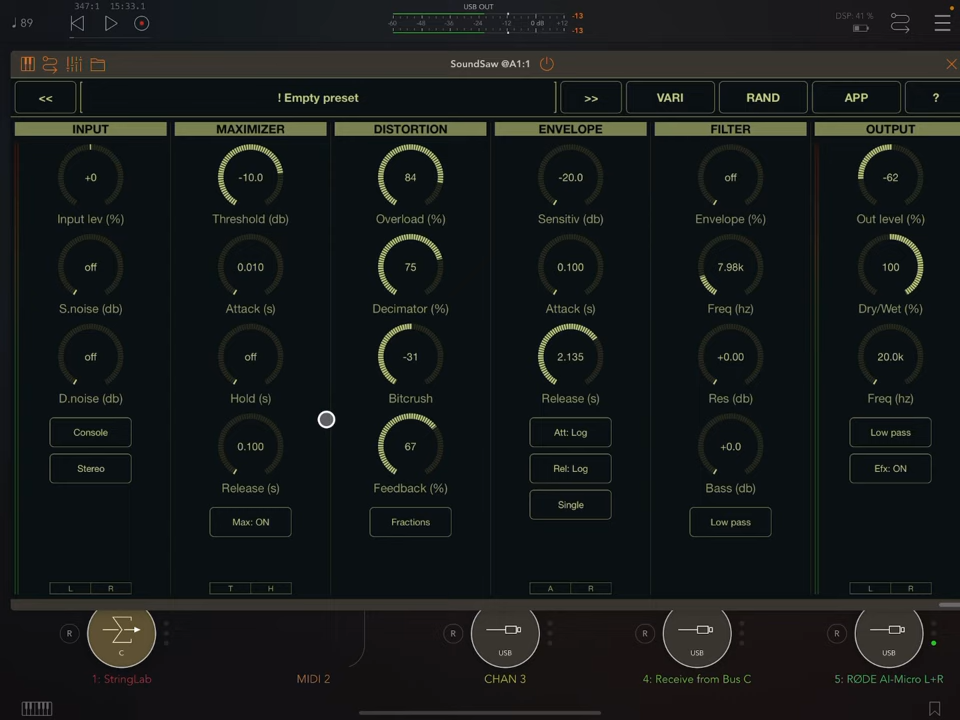 347:1 15:33.1
♩89
USB OUT
-60 -48 -36 -24 -12 0 dB +12
-13
-13
DSP: 41 %
SoundSaw @A1:1
<< ! Empty preset >> VARI RAND APP ?
INPUT MAXIMIZER DISTORTION ENVELOPE FILTER OUTPUT
+0 -10.0 84 -20.0 off -62
Input lev (%) Threshold (db) Overload (%) Sensitiv (db) Envelope (%) Out level (%)
off 0.010 75 0.100 7.98k 100
S.noise (db) Attack (s) Decimator (%) Attack (s) Freq (hz) Dry/Wet (%)
off off -31 2.135 +0.00 20.0k
D.noise (db) Hold (s) Bitcrush Release (s) Res (db) Freq (hz)
Console 0.100 67 Att: Log +0.0 Low pass
Stereo Release (s) Feedback (%) Rel: Log Bass (db) Efx: ON
Max: ON Fractions Single Low pass
L R T H A R L R
R C R USB R USB R USB
1: StringLab MIDI 2 CHAN 3 4: Receive from Bus C 5: RØDE AI-Micro L+R